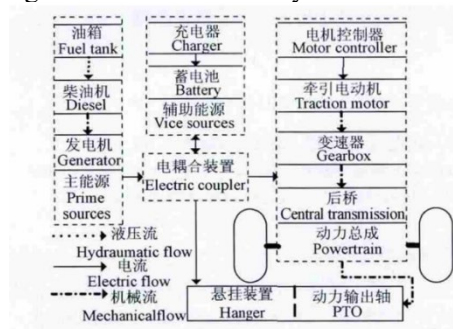 油箱
Fuel tank
柴油机
Diesel
发电机
Generator
主能源
Prime
sources
充电器
Charger
蓄电池
Battery
辅助能源
Vice sources
电耦合装置
Electric coupler
电机控制器
Motor controller
牵引电动机
Traction motor
变速器
Gearbox
后桥
Central transmission
动力总成
Powertrain
液压流
Hydraumatic flow
电流
Electric flow
机械流
Mechanicalflow
悬挂装置
Hanger
动力输出轴
PTO